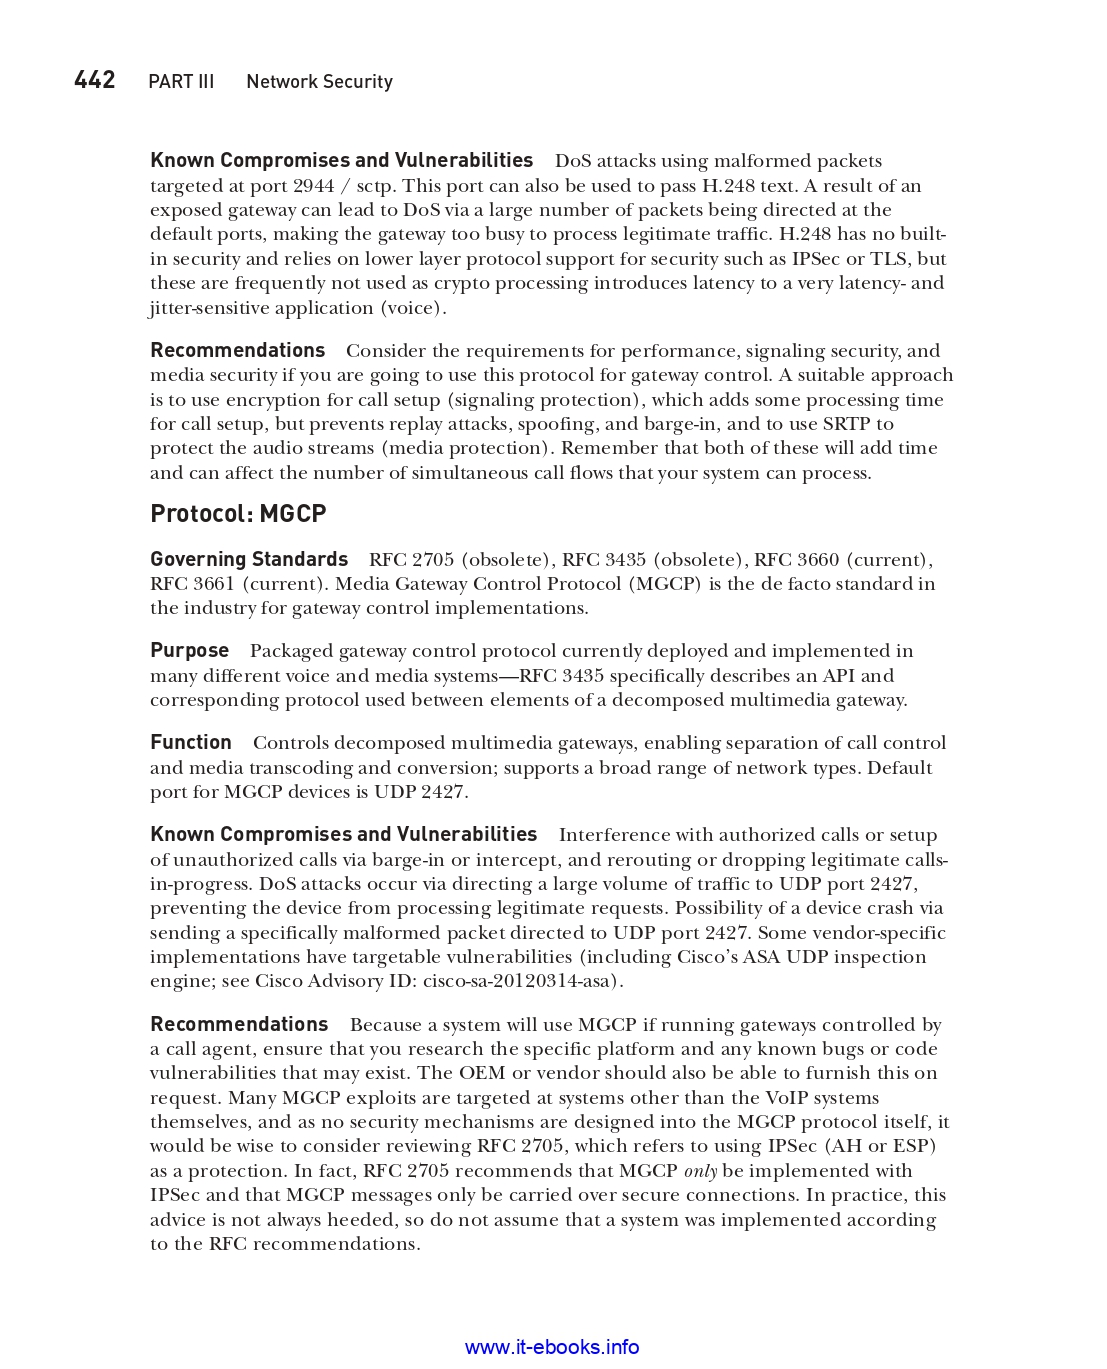 442 PART III Network Security
Known Compromises and Vulnerabilities DoS attacks using malformed packets
targeted at port 2944 / sctp. This port can also be used to pass H.248 text. A result of an
exposed gateway can lead to DoS via a large number of packets being directed at the
default ports, making the gateway too busy to process legitimate traffic. H.248 has no built-
in security and relies on lower layer protocol support for security such as IPSec or TLS, but
these are frequently not used as crypto processing introduces latency to a very latency- and
jitter-sensitive application (voice).
Recommendations Consider the requirements for performance, signaling security, and
media security if you are going to use this protocol for gateway control. A suitable approach
is to use encryption for call setup (signaling protection), which adds some processing time
for call setup, but prevents replay attacks, spoofing, and barge-in, and to use SRTP to
protect the audio streams (media protection). Remember that both of these will add time
and can affect the number of simultaneous call flows that your system can process.
Protocol: MGCP
Governing Standards RFC 2705 (obsolete), RFC 3435 (obsolete), RFC 3660 (current),
RFC 3661 (current). Media Gateway Control Protocol (MGCP) is the de facto standard in
the industry for gateway control implementations.
Purpose Packaged gateway control protocol currently deployed and implemented in
many different voice and media systems—RFC 3435 specifically describes an API and
corresponding protocol used between elements of a decomposed multimedia gateway.
Function Controls decomposed multimedia gateways, enabling separation of call control
and media transcoding and conversion; supports a broad range of network types. Default
port for MGCP devices is UDP 2427.
Known Compromises and Vulnerabilities Interference with authorized calls or setup
of unauthorized calls via barge-in or intercept, and rerouting or dropping legitimate calls-
in-progress. DoS attacks occur via directing a large volume of traffic to UDP port 2427,
preventing the device from processing legitimate requests. Possibility of a device crash via
sending a specifically malformed packet directed to UDP port 2427. Some vendor-specific
implementations have targetable vulnerabilities (including Cisco’s ASA UDP inspection
engine; see Cisco Advisory ID: cisco-sa-20120314-asa).
Recommendations Because a system will use MGCP if running gateways controlled by
a call agent, ensure that you research the specific platform and any known bugs or code
vulnerabilities that may exist. The OEM or vendor should also be able to furnish this on
request. Many MGCP exploits are targeted at systems other than the VoIP systems
themselves, and as no security mechanisms are designed into the MGCP protocol itself, it
would be wise to consider reviewing RFC 2705, which refers to using IPSec (AH or ESP)
as a protection. In fact, RFC 2705 recommends that MGCP only be implemented with
IPSec and that MGCP messages only be carried over secure connections. In practice, this
advice is not always heeded, so do not assume that a system was implemented according
to the RFC recommendations.
www.it-ebooks.info